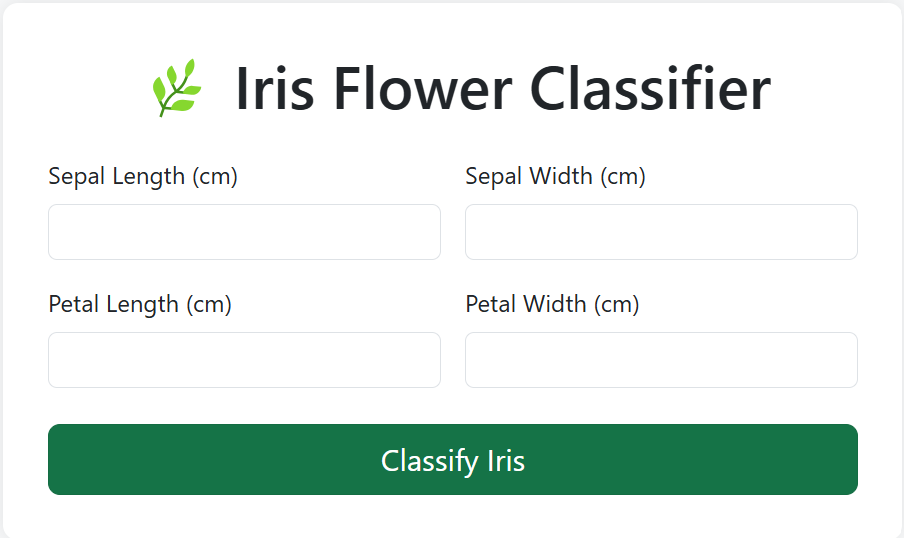 Iris Flower Classifier
Sepal Length (cm) Sepal Width (cm)
Petal Length (cm) Petal Width (cm)
Classify Iris